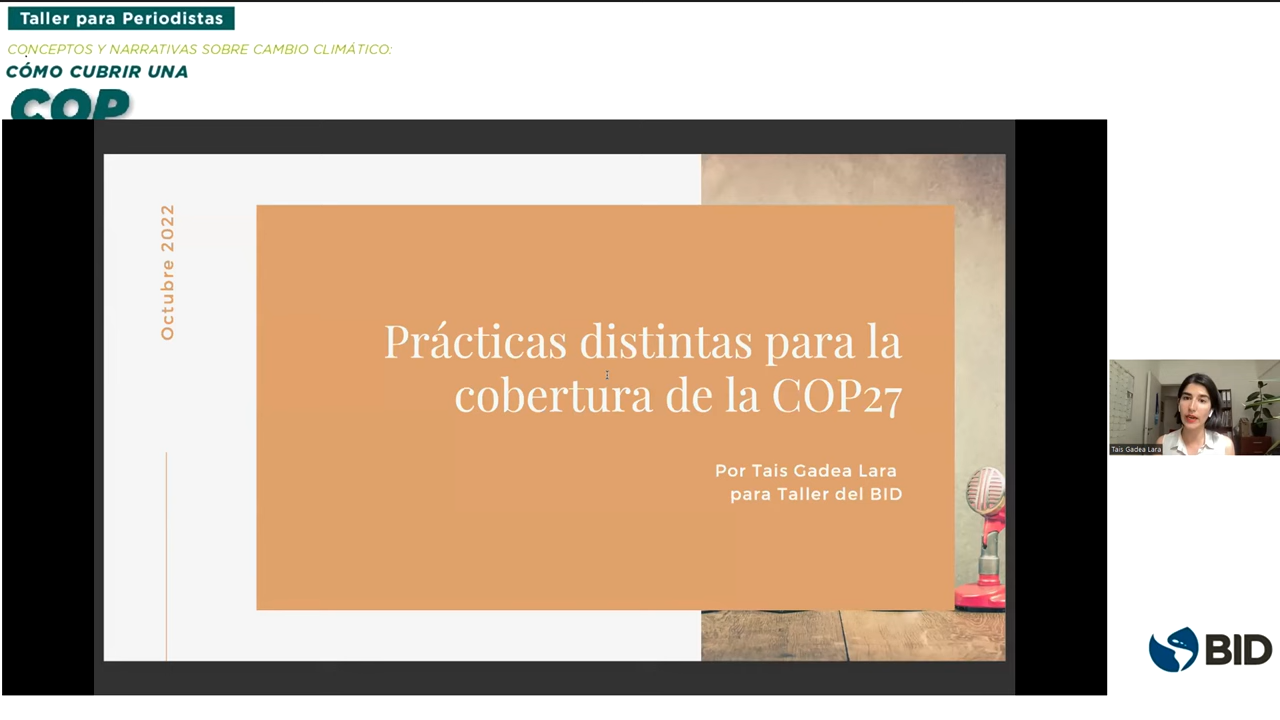 Taller para Periodistas
CONCEPTOS Y NARRATIVAS SOBRE CAMBIO CLIMÁTICO:
CÓMO CUBRIR UNA
COP
Octubre 2022
Prácticas distintas para la
cobertura de la COP27
Por Tais Gadea Lara
para Taller del BID
Tais Gadea Lara
BID